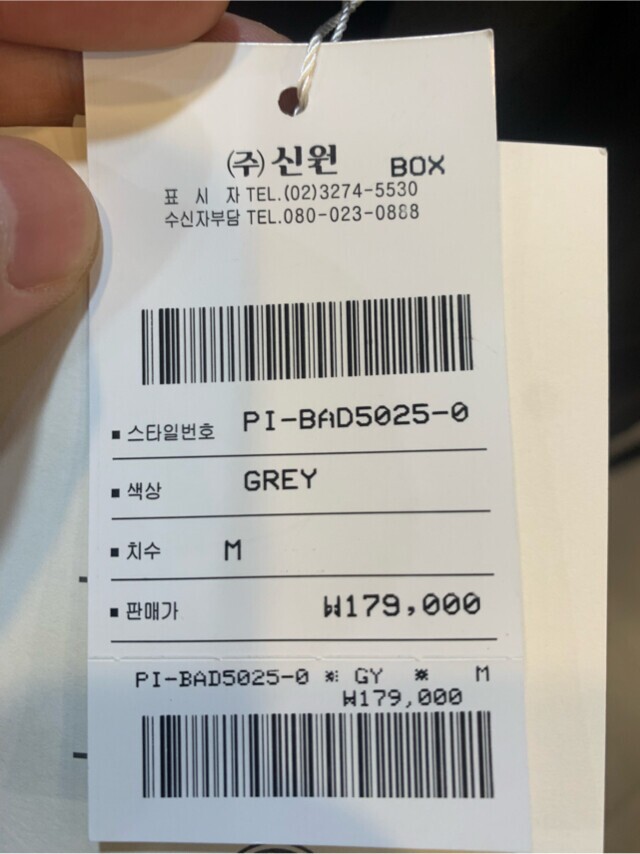 (주)신원 BOX
표 시 자 TEL.(02)3274-5530
수신자부담 TEL.080-023-0888
■ 스타일번호 PI-BAD5025-0
■ 색상 GREY
■ 치수 M
■ 판매가 ₩179,000
PI-BAD5025-0 ※ GY ※ M
₩179,000